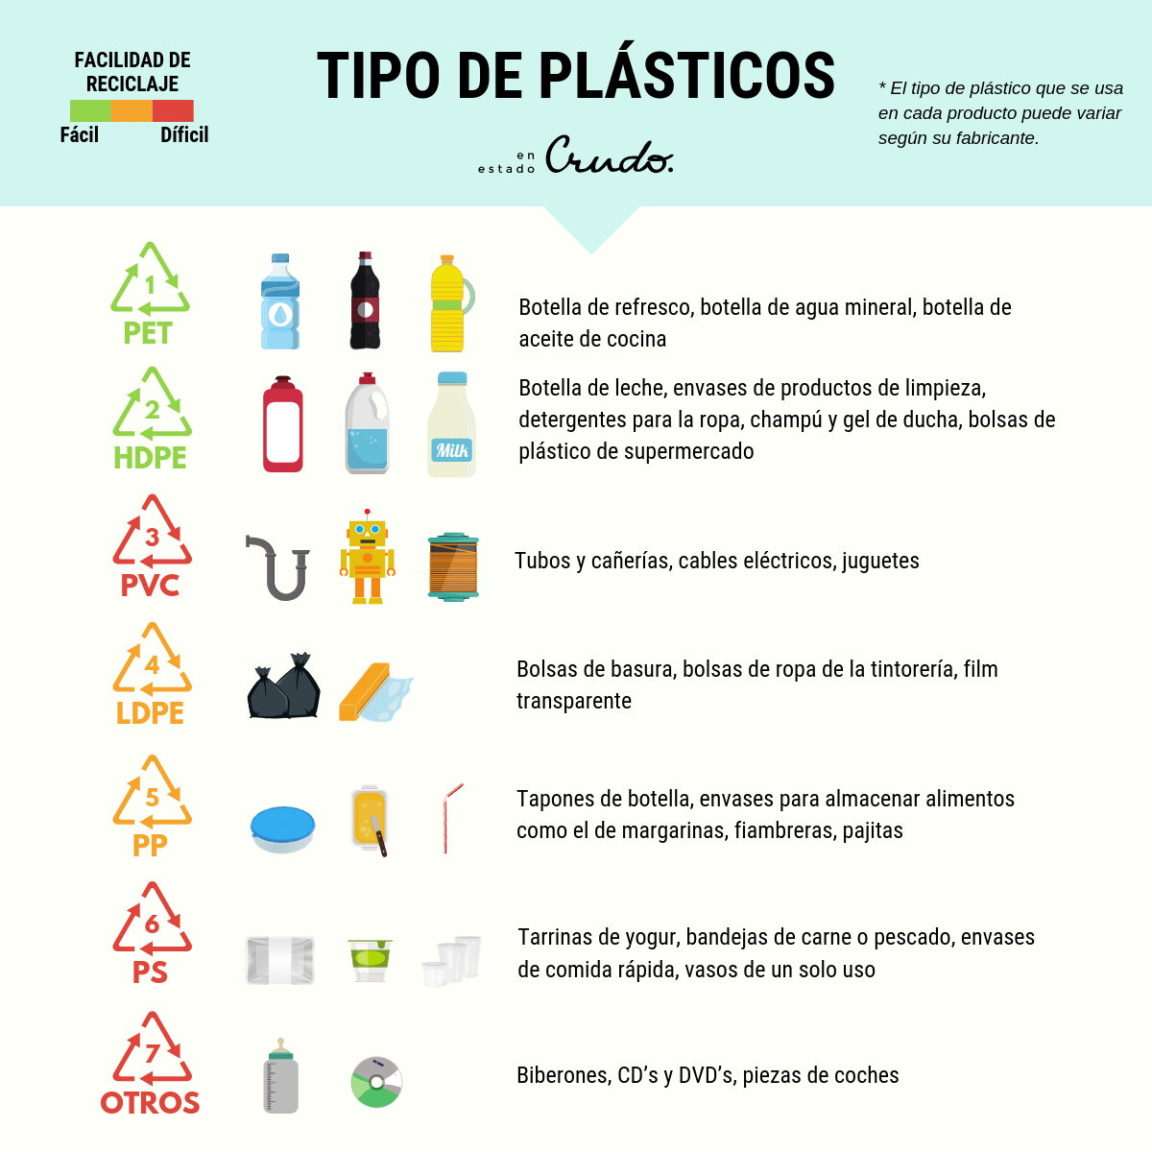 FACILIDAD DE
RECICLAJE
Fácil
Díficil
TIPO DE PLÁSTICOS
en
estado
Crudo.
* El tipo de plástico que se usa
en cada producto puede variar
según su fabricante.
1
PET
Botella de refresco, botella de agua mineral, botella de
aceite de cocina
2
HDPE
Milk
Botella de leche, envases de productos de limpieza,
detergentes para la ropa, champú y gel de ducha, bolsas de
plástico de supermercado
3
PVC
Tubos y cañerías, cables eléctricos, juguetes
4
LDPE
Bolsas de basura, bolsas de ropa de la tintorería, film
transparente
5
PP
Tapones de botella, envases para almacenar alimentos
como el de margarinas, fiambreras, pajitas
6
PS
Tarrinas de yogur, bandejas de carne o pescado, envases
de comida rápida, vasos de un solo uso
7
OTROS
Biberones, CD’s y DVD’s, piezas de coches